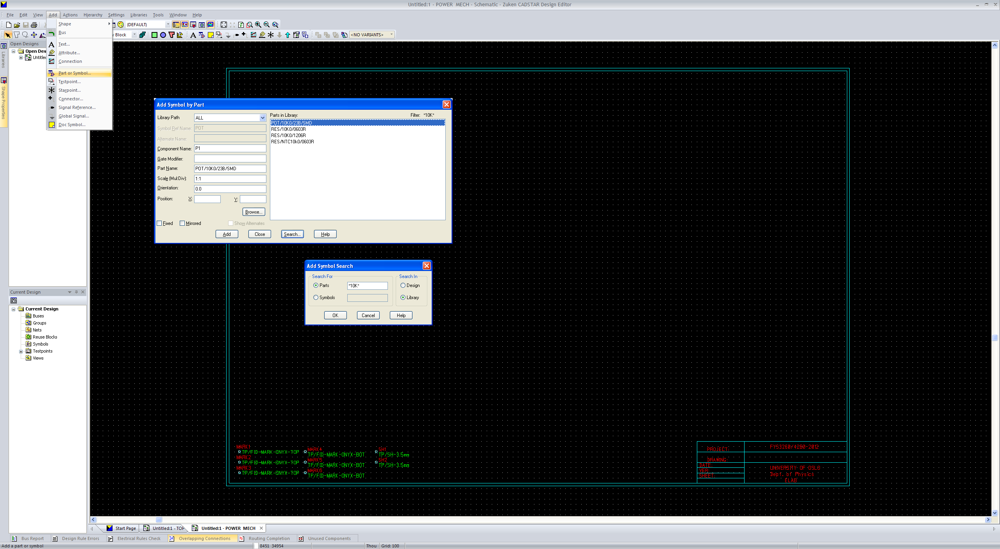 Untitled:1 - POWER MECH - Schematic - Zuken CADSTAR Design Editor
File Edit View Add Actions Hierarchy Settings Libraries Tools Window Help
(DEFAULT)
Block <NO VARIANTS>
Shape
Bus
Text...
Attribute...
Connection
Part or Symbol...
Testpoint...
Starpoint...
Connector...
Signal Reference...
Global Signal...
Doc Symbol...
Libraries
Shape Properties
Open Designs
Open Des
Untitled
Add Symbol by Part
Library Path ALL
Symbol Ref Name: POT
Alternate Name:
Component Name: P1
Gate Modifier:
Part Name: POT/10K0/23B/SMD
Scale (Mul:Div): 1:1
Orientation: 0.0
Position: X: Y:
Browse...
Fixed Mirrored Show Alternates
Add Close Search... Help
Parts in Library: Filter: *10K*
POT/10K0/23B/SMD
RES/10K0/0603R
RES/10K0/1206R
RES/NTC10k0/0603R
Add Symbol Search
Search For
Parts *10K*
Symbols
Search In
Design
Library
OK Cancel Help
Current Design
Current Design
Buses
Groups
Nets
Reuse Blocks
Symbols
Testpoints
Views
MARK1
TP/FID-MARK-ONYX-TOP
MARK2
TP/FID-MARK-ONYX-TOP
MARK3
TP/FID-MARK-ONYX-TOP
MARK4
TP/FID-MARK-ONYX-BOT
MARK5
TP/FID-MARK-ONYX-BOT
MARK6
TP/FID-MARK-ONYX-BOT
SH1
TP/SH-3.5mm
SH2
TP/SH-3.5mm
PROJECT: FYS3260/4260-2012
DRAWING:
DATE:
VER:
SHEET:
UNIVERSITY OF OSLO
Dept. of Physics
ELAB
Start Page Untitled:1 - TOP Untitled:1 - POWER MECH
Bus Report Design Rule Errors Electrical Rules Check Overlapping Connections Routing Completion Unused Components
Add a part or symbol 8451 34954 Thou Grid: 100